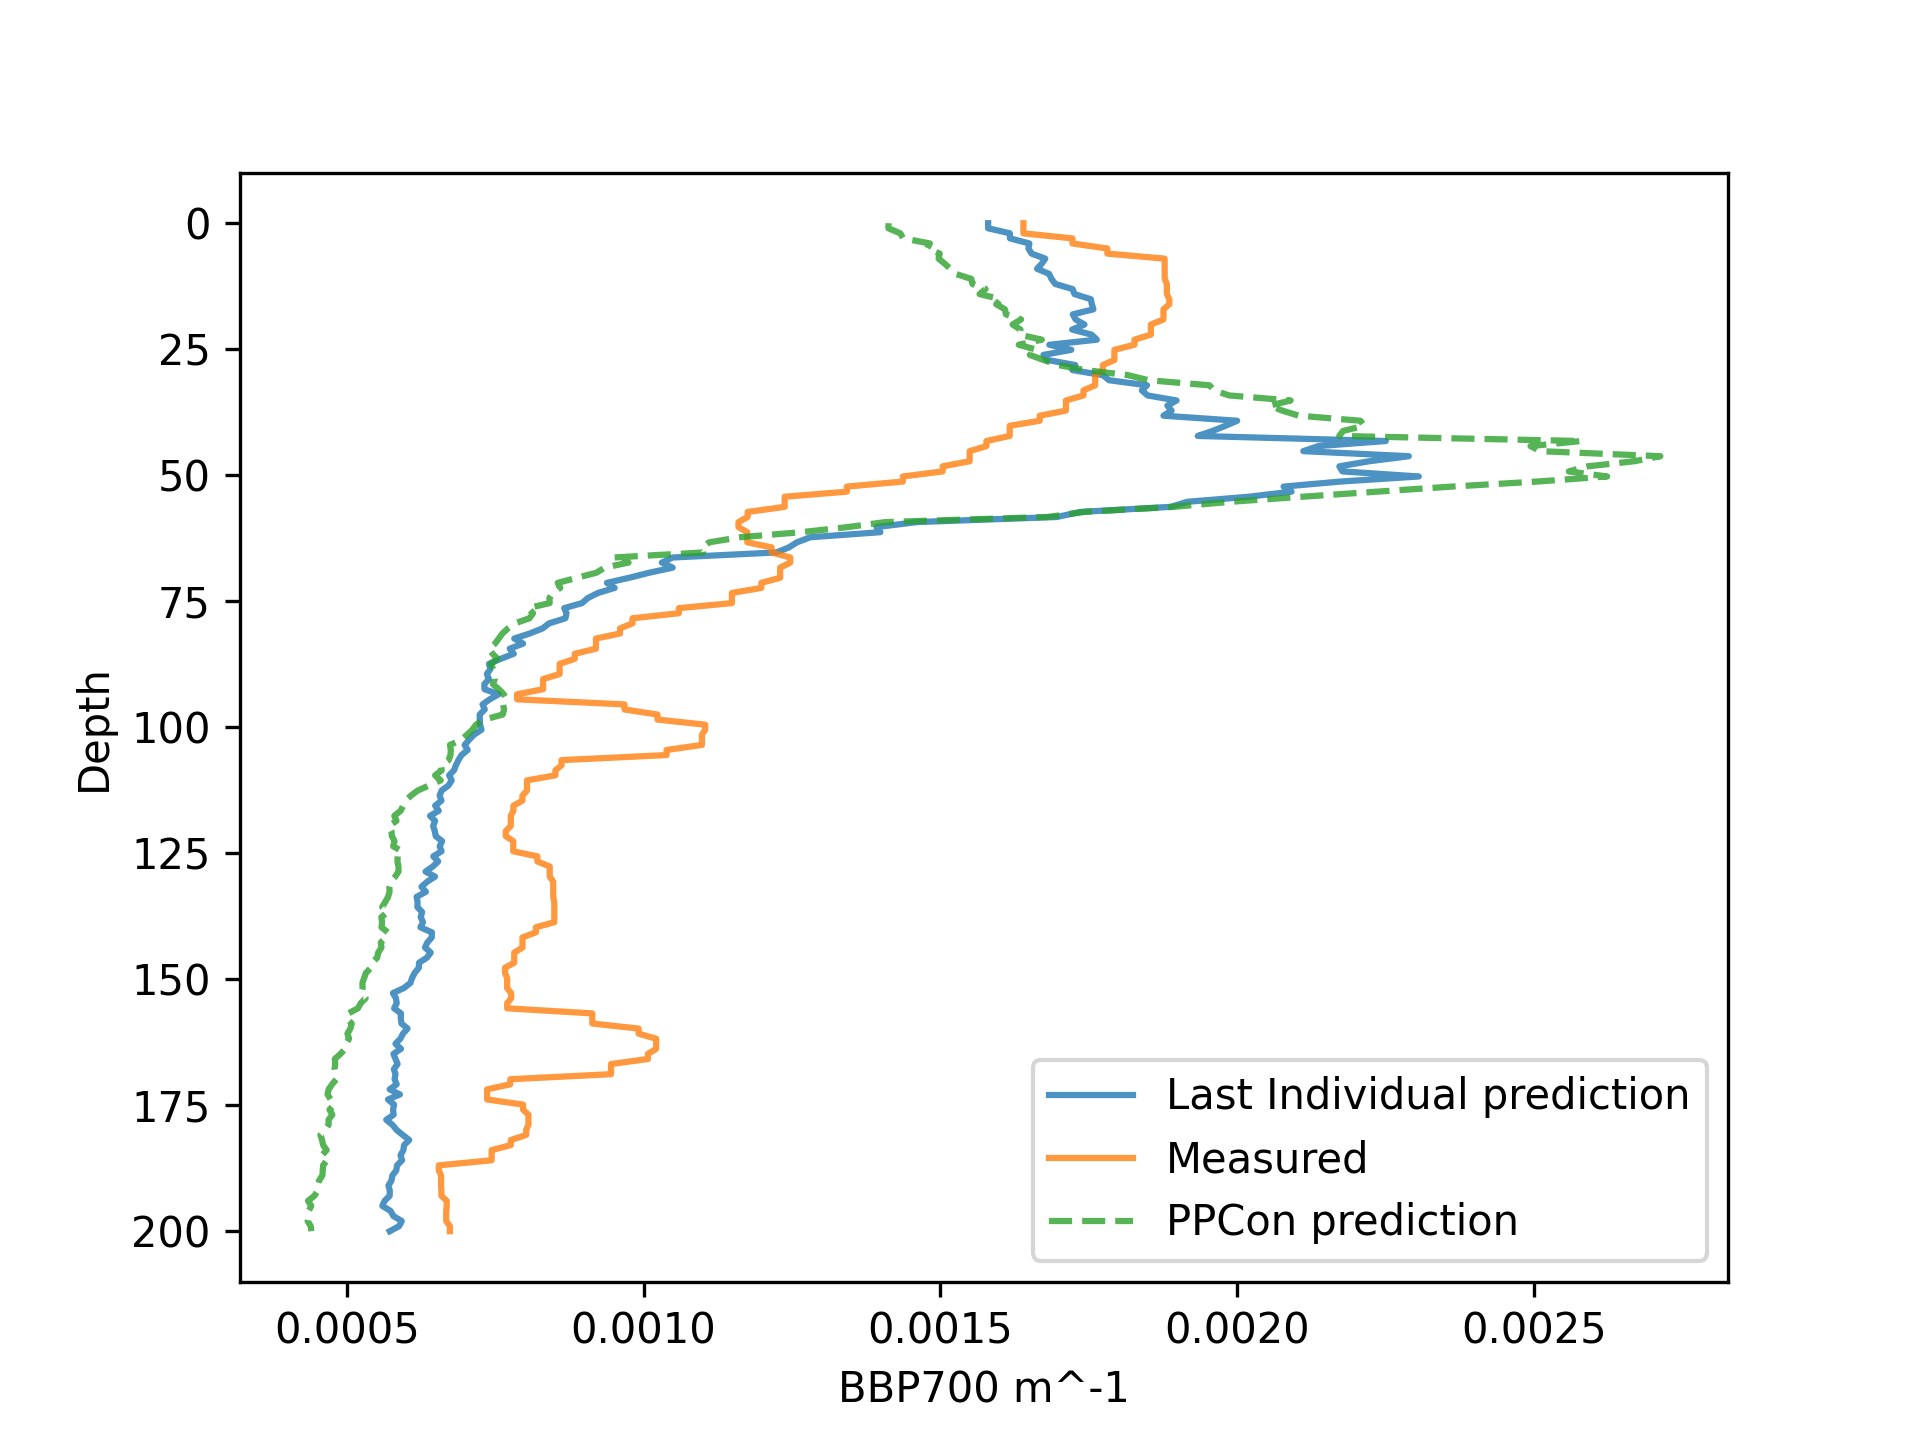 0
25
50
75
100
125
150
175
200
Depth
0.0005 0.0010 0.0015 0.0020 0.0025
BBP700 m^-1
Last Individual prediction
Measured
PPCon prediction